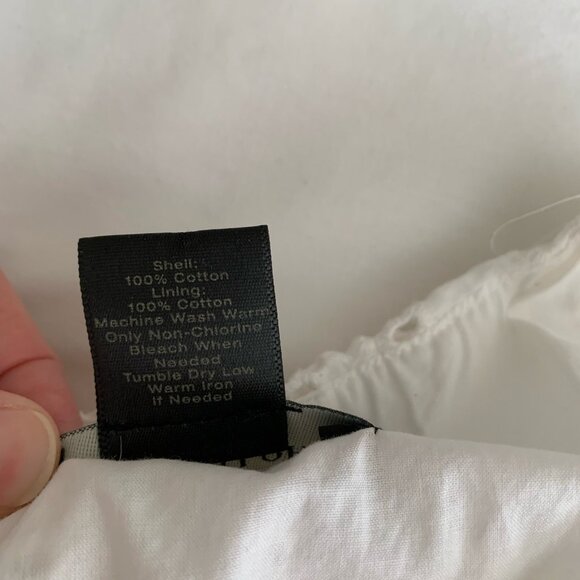 Shell:
100% Cotton
Lining:
100% Cotton
Machine Wash Warm
Only Non-Chlorine
Bleach When
Needed
Tumble Dry Low
Warm Iron
If Needed